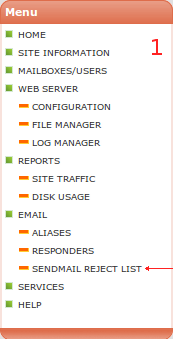 Menu
HOME
1
SITE INFORMATION
MAILBOXES/USERS
WEB SERVER
CONFIGURATION
FILE MANAGER
LOG MANAGER
REPORTS
SITE TRAFFIC
DISK USAGE
EMAIL
ALIASES
RESPONDERS
SENDMAIL REJECT LIST
SERVICES
HELP